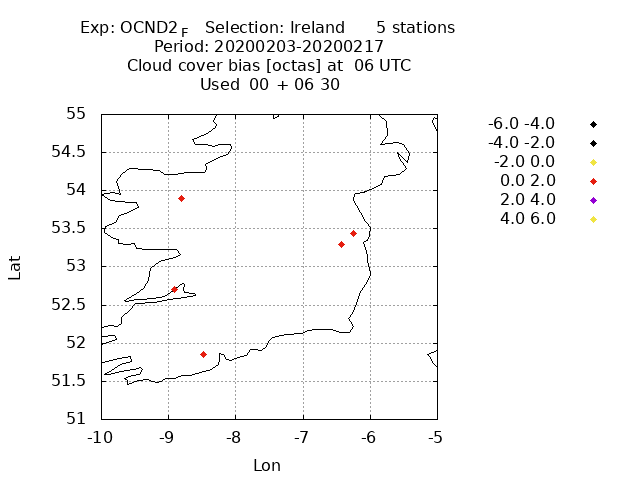 Exp: OCND2_F Selection: Ireland 5 stations
Period: 20200203-20200217
Cloud cover bias [octas] at 06 UTC
Used 00 + 06 30
55
54.5
54
53.5
53
52.5
52
51.5
51
-10 -9 -8 -7 -6 -5
Lat
Lon
-6.0 -4.0
-4.0 -2.0
-2.0 0.0
0.0 2.0
2.0 4.0
4.0 6.0